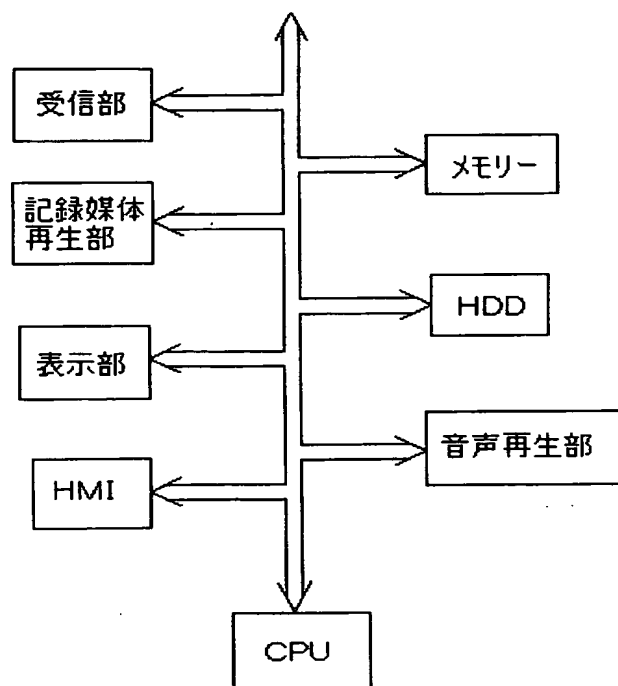 受信部
メモリー
記録媒体
再生部
HDD
表示部
音声再生部
HMI
CPU